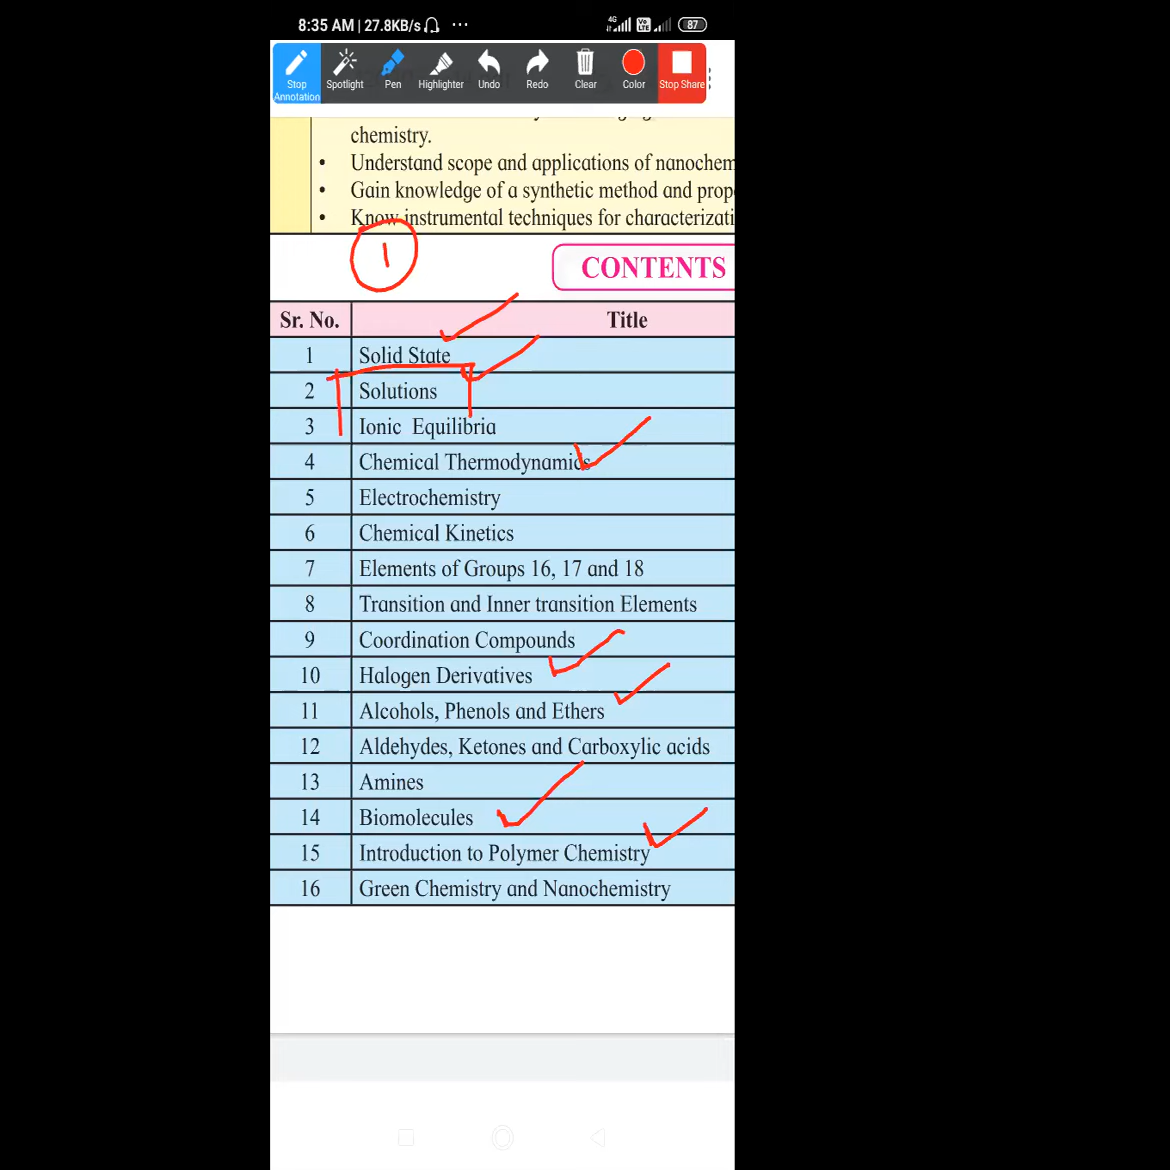 8:35 AM | 27.8KB/s ... 4G Vo LTE 87
Stop Annotation Spotlight Pen Highlighter Undo Redo Clear Color Stop Share
chemistry.
• Understand scope and applications of nanochem
• Gain knowledge of a synthetic method and prop
• Know instrumental techniques for characterizati
1
CONTENTS
Sr. No. Title
1 Solid State
2 Solutions
3 Ionic Equilibria
4 Chemical Thermodynamics
5 Electrochemistry
6 Chemical Kinetics
7 Elements of Groups 16, 17 and 18
8 Transition and Inner transition Elements
9 Coordination Compounds
10 Halogen Derivatives
11 Alcohols, Phenols and Ethers
12 Aldehydes, Ketones and Carboxylic acids
13 Amines
14 Biomolecules
15 Introduction to Polymer Chemistry
16 Green Chemistry and Nanochemistry